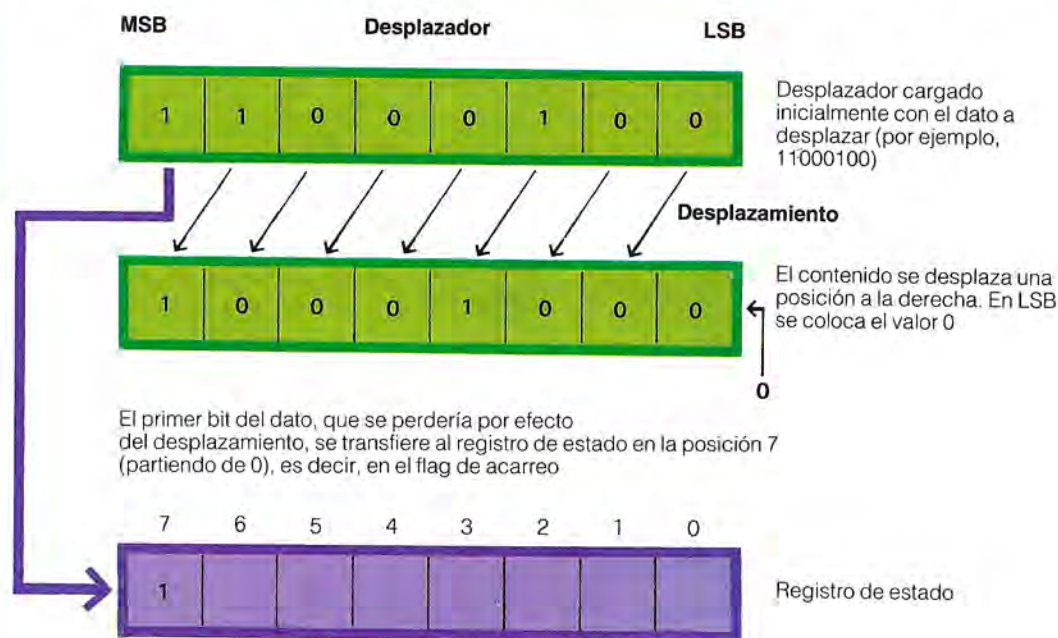 MSB Desplazador LSB
1 1 0 0 0 1 0 0
Desplazador cargado
inicialmente con el dato a
desplazar (por ejemplo,
11000100)
Desplazamiento
1 0 0 0 1 0 0 0
El contenido se desplaza una
posición a la derecha. En LSB
se coloca el valor 0
0
El primer bit del dato, que se perdería por efecto
del desplazamiento, se transfiere al registro de estado en la posición 7
(partiendo de 0), es decir, en el flag de acarreo
7 6 5 4 3 2 1 0
1
Registro de estado